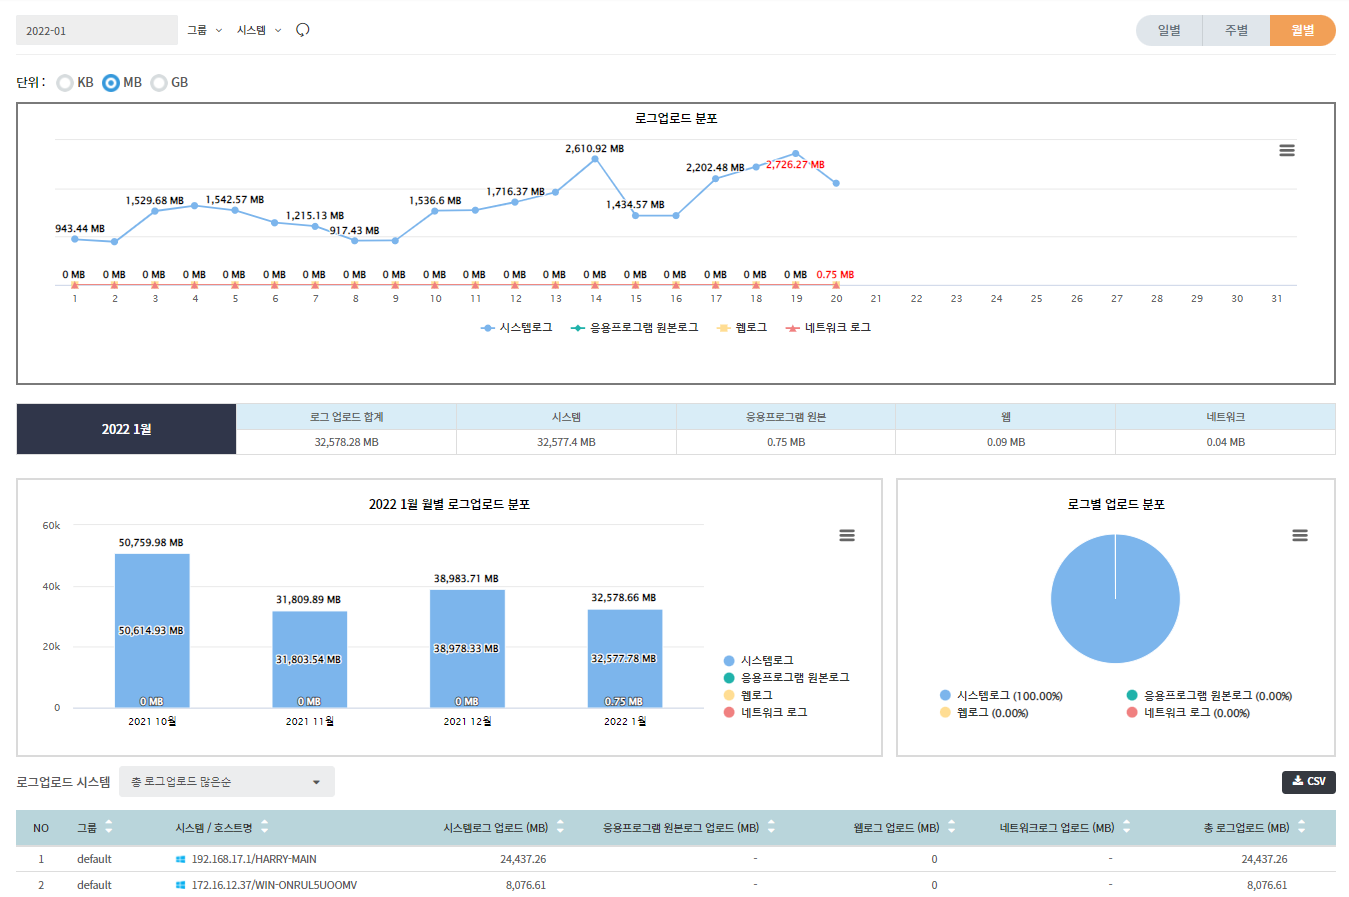 2022-01 그룹 시스템
일별 주별 월별
단위 : KB MB GB
로그업로드 분포
2,610.92 MB
2,202.48 MB 2,726.27 MB
1,529.68 MB 1,542.57 MB 1,536.6 MB 1,716.37 MB 1,434.57 MB
943.44 MB 1,215.13 MB 917.43 MB
0 MB 0 MB 0 MB 0 MB 0 MB 0 MB 0 MB 0 MB 0 MB 0 MB 0 MB 0 MB 0 MB 0 MB 0 MB 0 MB 0 MB 0 MB 0 MB 0.75 MB
1 2 3 4 5 6 7 8 9 10 11 12 13 14 15 16 17 18 19 20 21 22 23 24 25 26 27 28 29 30 31
시스템로그 응용프로그램 원본로그 웹로그 네트워크 로그
2022 1월
로그 업로드 합계 시스템 응용프로그램 원본 웹 네트워크
32,578.28 MB 32,577.4 MB 0.75 MB 0.09 MB 0.04 MB
2022 1월 월별 로그업로드 분포
60k
40k
20k
0
50,759.98 MB 31,809.89 MB 38,983.71 MB 32,578.66 MB
50,614.93 MB 31,803.54 MB 38,978.33 MB 32,577.78 MB
0 MB 0 MB 0 MB 0.75 MB
2021 10월 2021 11월 2021 12월 2022 1월
시스템로그
응용프로그램 원본로그
웹로그
네트워크 로그
로그별 업로드 분포
시스템로그 (100.00%) 응용프로그램 원본로그 (0.00%)
웹로그 (0.00%) 네트워크 로그 (0.00%)
로그업로드 시스템 총 로그업로드 많은순
CSV
NO 그룹 시스템 / 호스트명 시스템로그 업로드 (MB) 응용프로그램 원본로그 업로드 (MB) 웹로그 업로드 (MB) 네트워크로그 업로드 (MB) 총 로그업로드 (MB)
1 default 192.168.17.1/HARRY-MAIN 24,437.26 - 0 - 24,437.26
2 default 172.16.12.37/WIN-ONRUL5UOOMV 8,076.61 - 0 - 8,076.61